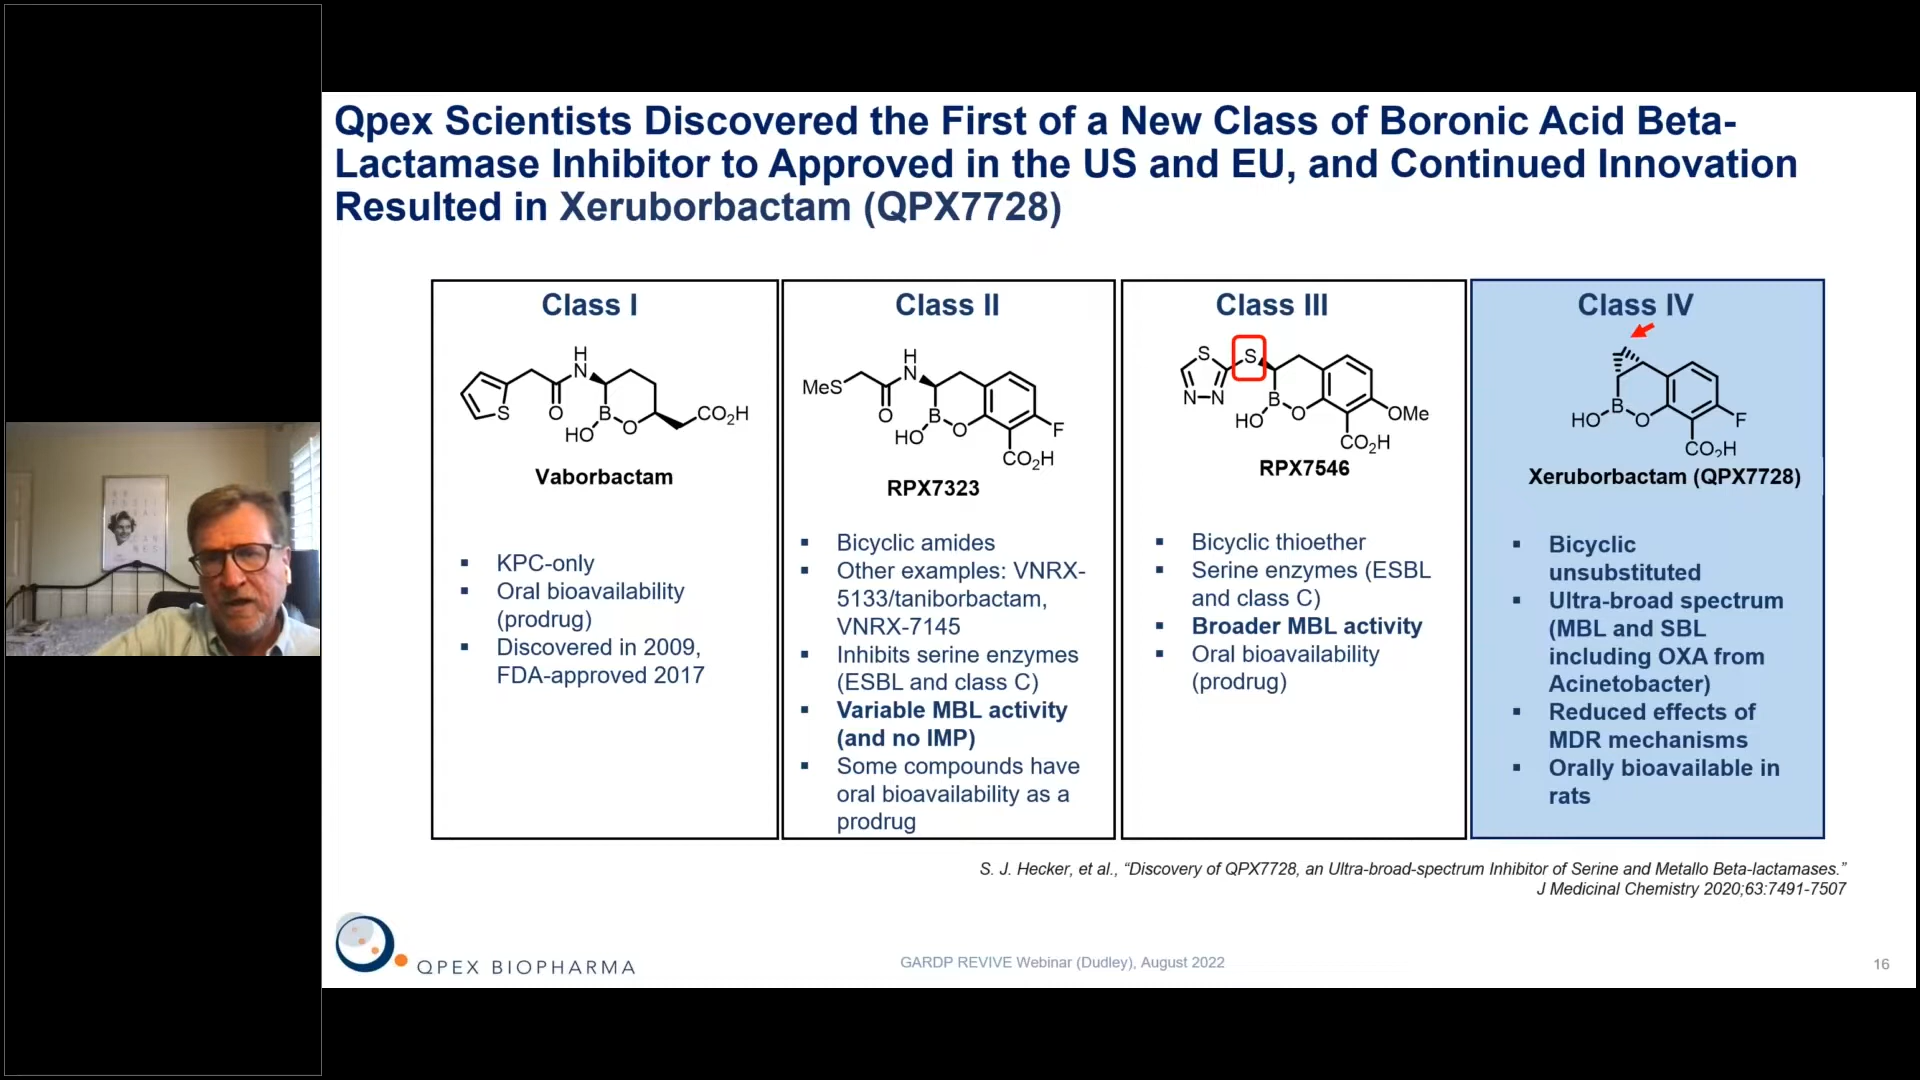 Qpex Scientists Discovered the First of a New Class of Boronic Acid Beta-
Lactamase Inhibitor to Approved in the US and EU, and Continued Innovation
Resulted in Xeruborbactam (QPX7728)
Class I
H
N
O
S
B
HO
O
CO₂H
Vaborbactam
▪ KPC-only
▪ Oral bioavailability
(prodrug)
▪ Discovered in 2009,
FDA-approved 2017
Class II
H
N
MeS
O
B
HO
O
F
CO₂H
RPX7323
▪ Bicyclic amides
▪ Other examples: VNRX-
5133/taniborbactam,
VNRX-7145
▪ Inhibits serine enzymes
(ESBL and class C)
▪ Variable MBL activity
(and no IMP)
▪ Some compounds have
oral bioavailability as a
prodrug
Class III
S
S
N-N
B
HO
O
OMe
CO₂H
RPX7546
▪ Bicyclic thioether
▪ Serine enzymes (ESBL
and class C)
▪ Broader MBL activity
▪ Oral bioavailability
(prodrug)
Class IV
B
HO
O
F
CO₂H
Xeruborbactam (QPX7728)
▪ Bicyclic
unsubstituted
▪ Ultra-broad spectrum
(MBL and SBL
including OXA from
Acinetobacter)
▪ Reduced effects of
MDR mechanisms
▪ Orally bioavailable in
rats
S. J. Hecker, et al., “Discovery of QPX7728, an Ultra-broad-spectrum Inhibitor of Serine and Metallo Beta-lactamases.”
J Medicinal Chemistry 2020;63:7491-7507
QPEX BIOPHARMA
GARDP REVIVE Webinar (Dudley), August 2022
16